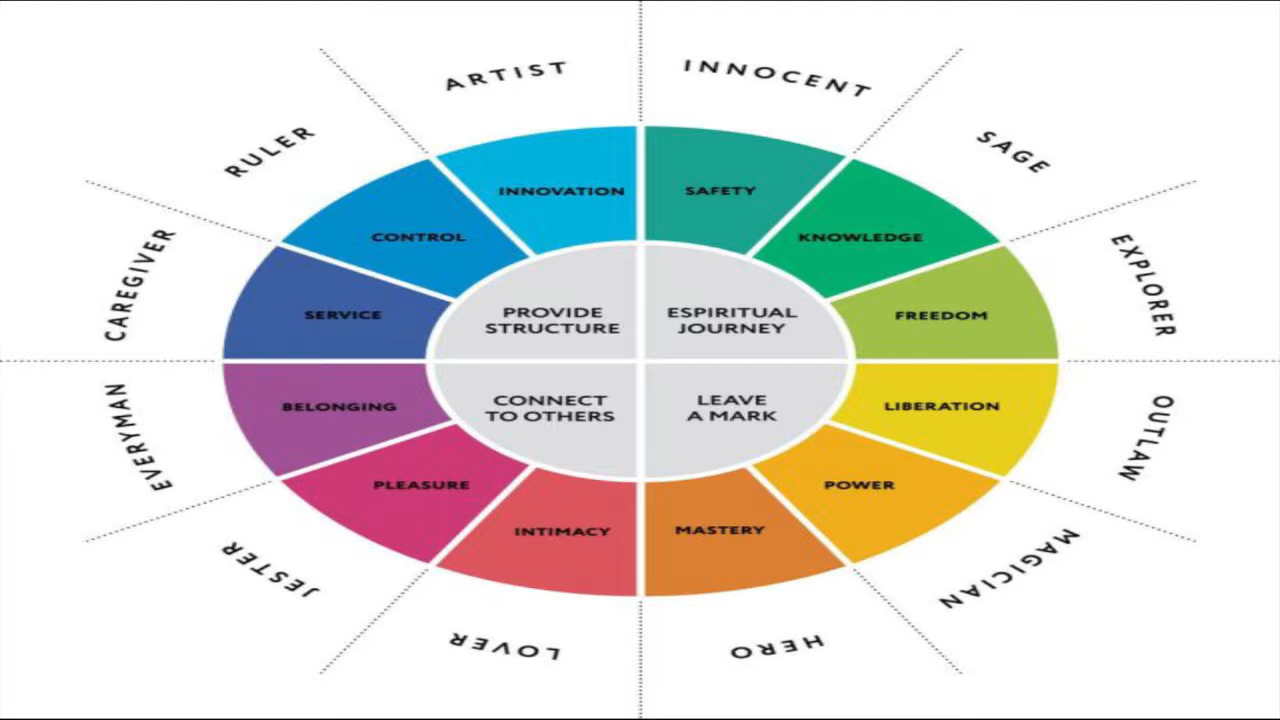 ARTIST
INNOCENT
RULER
SAGE
CAREGIVER
EXPLORER
INNOVATION
SAFETY
CONTROL
KNOWLEDGE
SERVICE
FREEDOM
PROVIDE
STRUCTURE
ESPIRITUAL
JOURNEY
CONNECT
TO OTHERS
LEAVE
A MARK
BELONGING
LIBERATION
PLEASURE
POWER
INTIMACY
MASTERY
EVERYMAN
OUTLAW
JESTER
MAGICIAN
LOVER
HERO